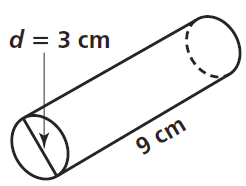 d = 3 cm
9 cm